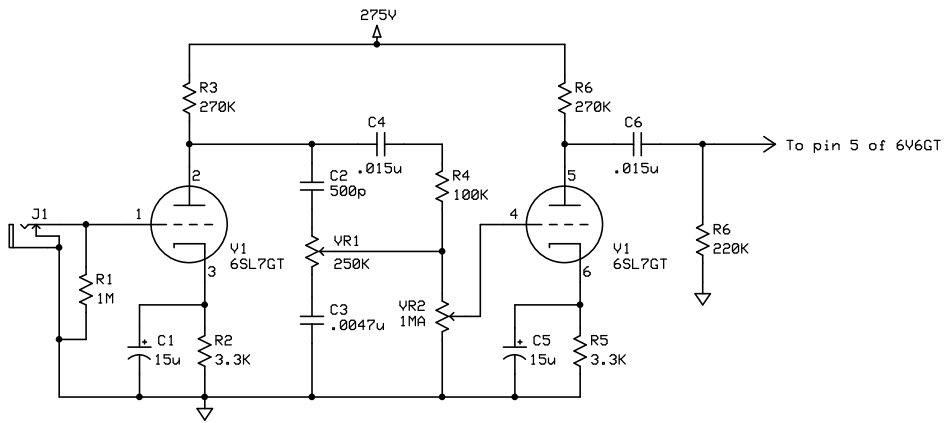 275V
R3
270K
R6
270K
C4
.015u
C6
.015u
To pin 5 of 6V6GT
2
C2
500p
R4
100K
5
J1
1
4
V1
6SL7GT
VR1
250K
V1
6SL7GT
R6
220K
3
6
R1
1M
C3
.0047u
VR2
1MA
+
C1
15u
R2
3.3K
+
C5
15u
R5
3.3K